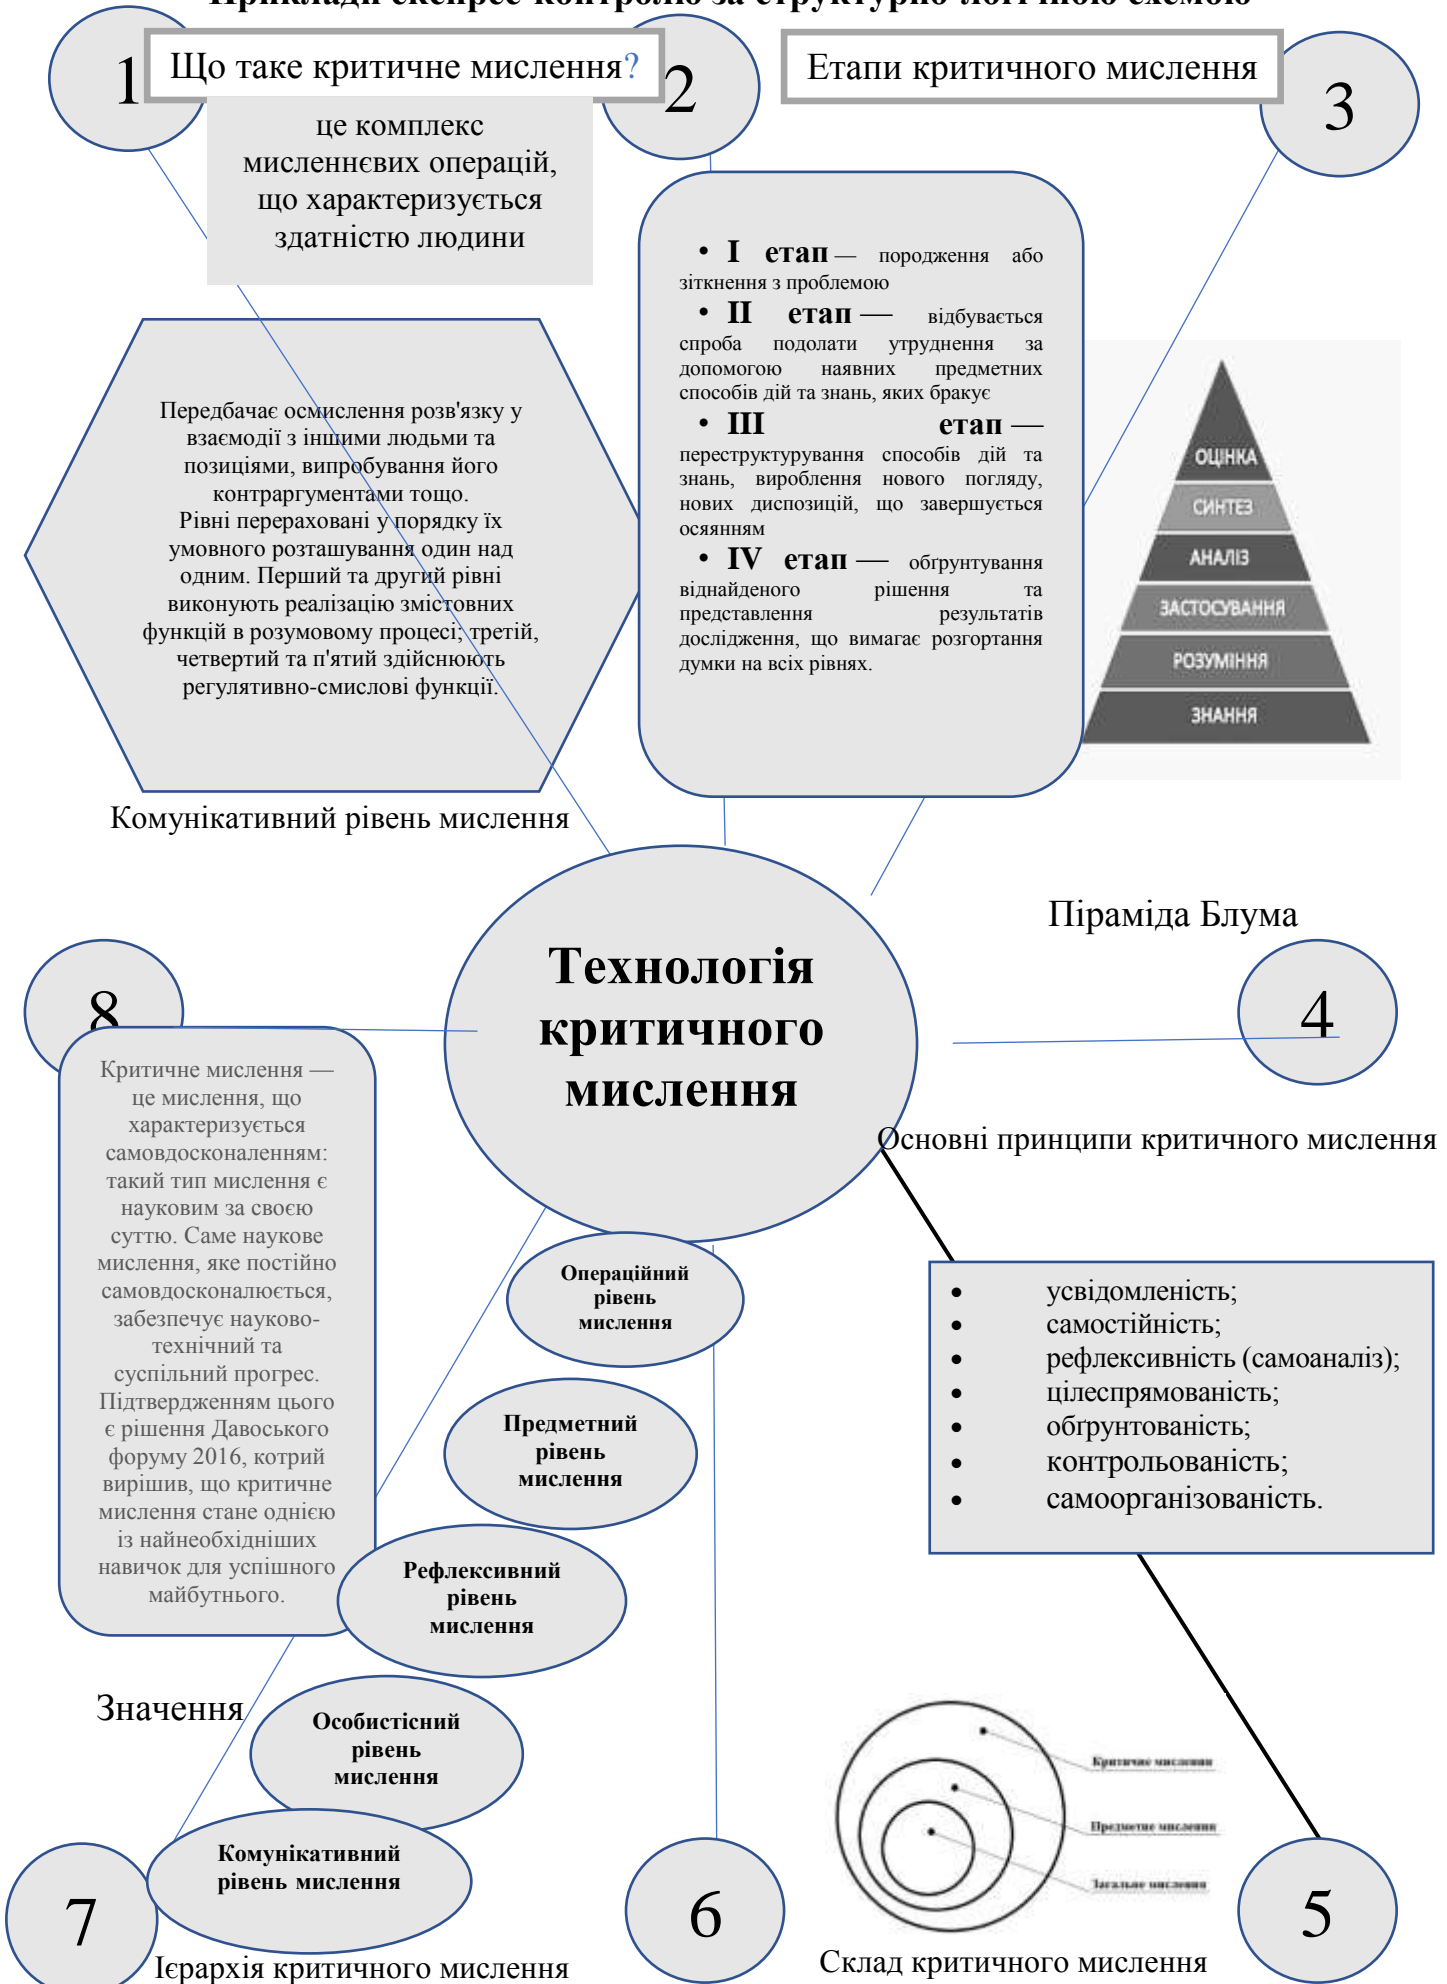 Приклади експрес-контролю за структурно-логічною схемою
1
Що таке критичне мислення?
2
Етапи критичного мислення
3
це комплекс
мисленнєвих операцій,
що характеризується
здатністю людини
• І етап — породження або
зіткнення з проблемою
• ІІ етап — відбувається
спроба подолати утруднення за
допомогою наявних предметних
способів дій та знань, яких бракує
• ІІІ етап —
переструктурування способів дій та
знань, вироблення нового погляду,
нових диспозицій, що завершується
осяянням
• IV етап — обґрунтування
віднайденого рішення та
представлення результатів
дослідження, що вимагає розгортання
думки на всіх рівнях.
Передбачає осмислення розв'язку у
взаємодії з іншими людьми та
позиціями, випробування його
контраргументами тощо.
Рівні перераховані у порядку їх
умовного розташування один над
одним. Перший та другий рівні
виконують реалізацію змістовних
функцій в розумовому процесі; третій,
четвертий та п'ятий здійснюють
регулятивно-смислові функції.
ОЦІНКА
СИНТЕЗ
АНАЛІЗ
ЗАСТОСУВАННЯ
РОЗУМІННЯ
ЗНАННЯ
Комунікативний рівень мислення
Піраміда Блума
Технологія
критичного
мислення
8
4
Критичне мислення —
це мислення, що
характеризується
самовдосконаленням:
такий тип мислення є
науковим за своєю
суттю. Саме наукове
мислення, яке постійно
самовдосконалюється,
забезпечує науково-
технічний та
суспільний прогрес.
Підтвердженням цього
є рішення Давоського
форуму 2016, котрий
вирішив, що критичне
мислення стане однією
із найнеобхідніших
навичок для успішного
майбутнього.
Основні принципи критичного мислення
• усвідомленість;
• самостійність;
• рефлексивність (самоаналіз);
• цілеспрямованість;
• обґрунтованість;
• контрольованість;
• самоорганізованість.
Операційний
рівень
мислення
Предметний
рівень
мислення
Рефлексивний
рівень
мислення
Особистісний
рівень
мислення
Комунікативний
рівень мислення
Значення
Критичне мислення
Предметне мислення
Загальне мислення
7
6
5
Ієрархія критичного мислення
Склад критичного мислення